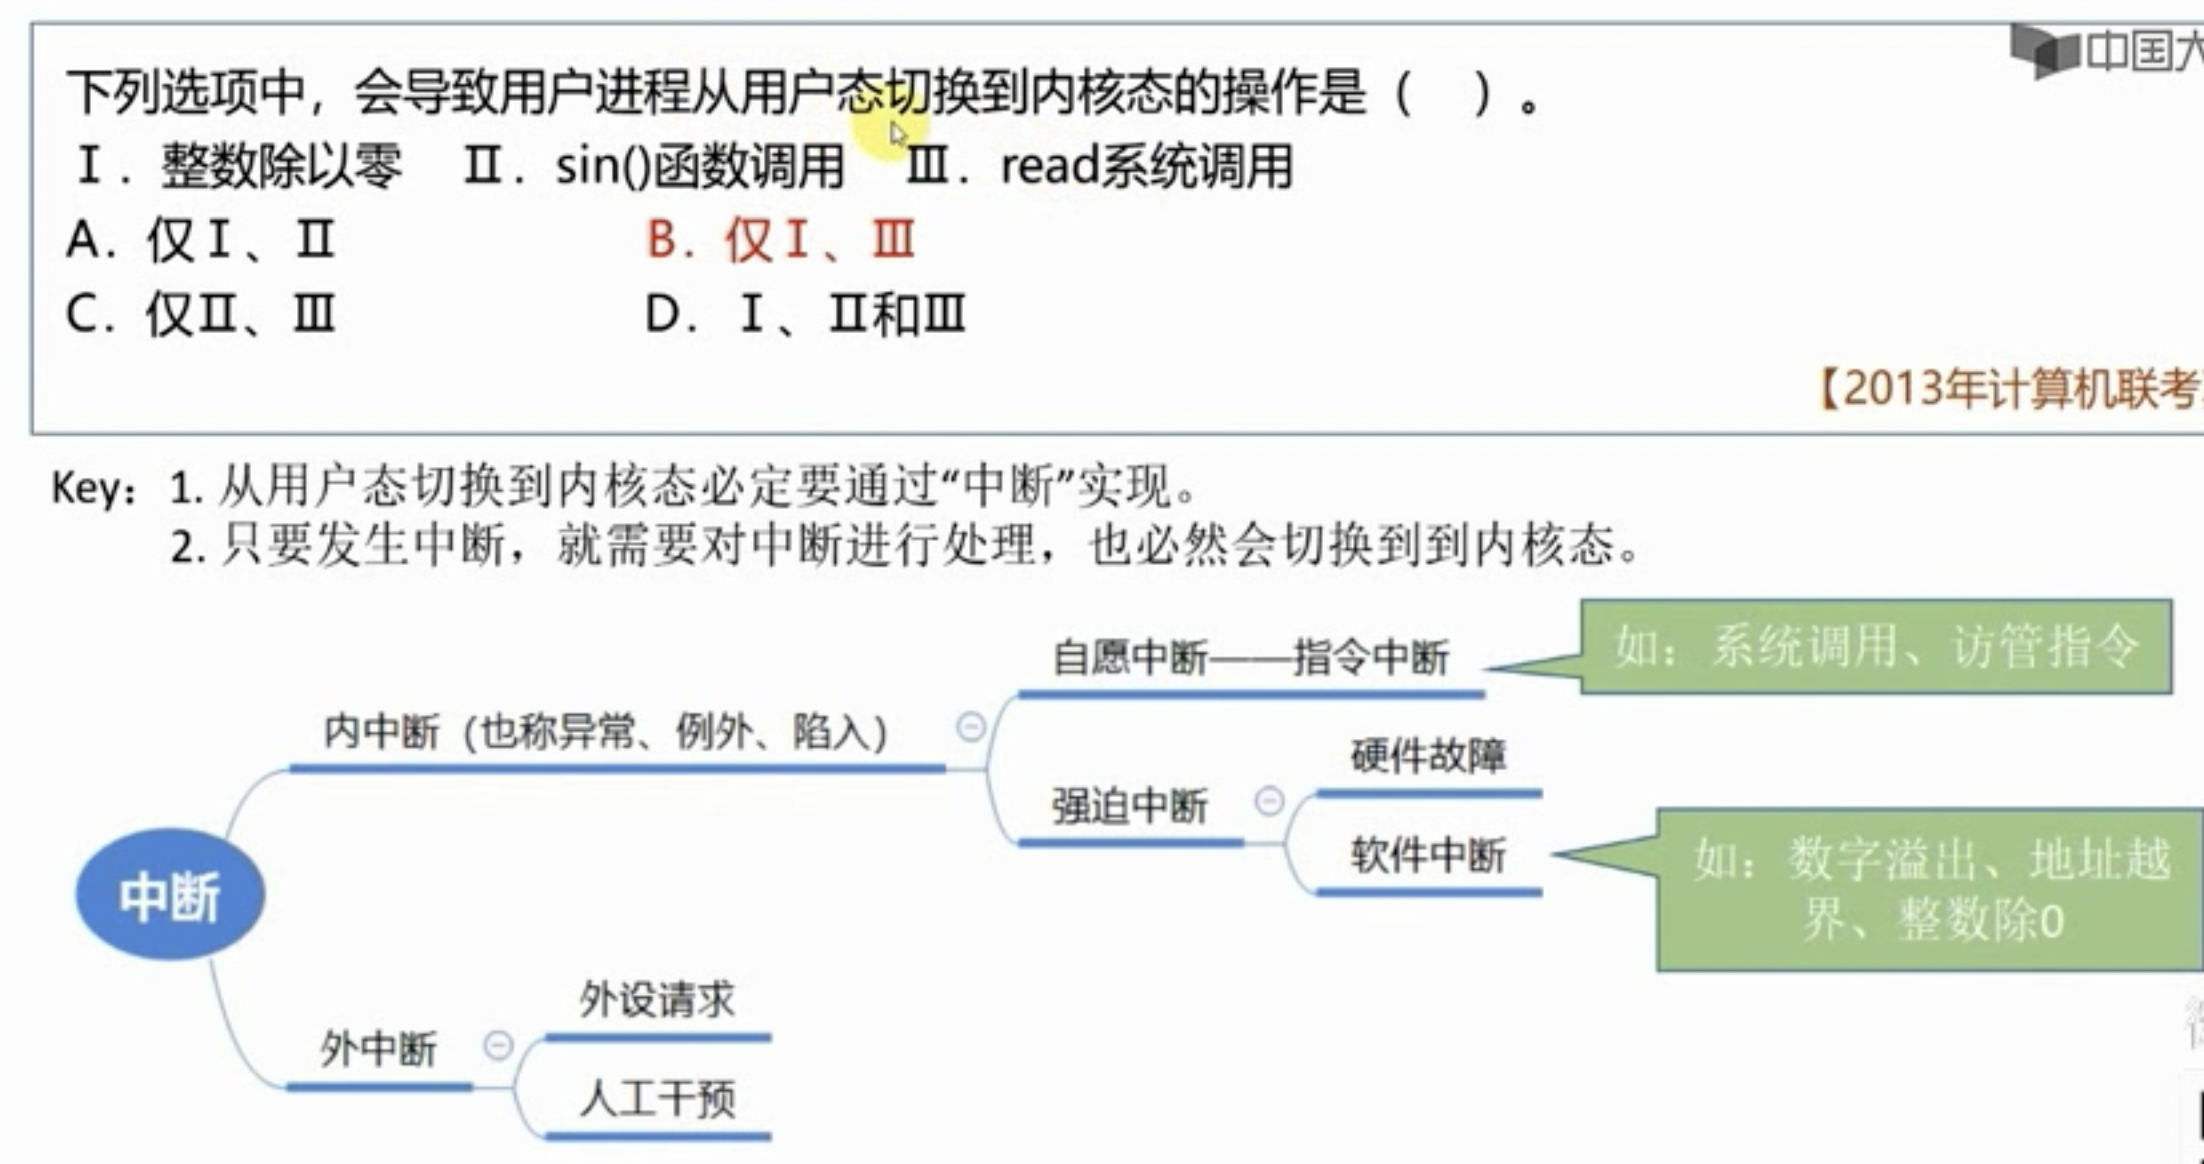 中国大
下列选项中，会导致用户进程从用户态切换到内核态的操作是（ ）。
Ⅰ．整数除以零 Ⅱ．sin()函数调用 Ⅲ．read系统调用
A．仅Ⅰ、Ⅱ B．仅Ⅰ、Ⅲ
C．仅Ⅱ、Ⅲ D．Ⅰ、Ⅱ和Ⅲ
【2013年计算机联考
Key：1. 从用户态切换到内核态必定要通过“中断”实现。
2. 只要发生中断，就需要对中断进行处理，也必然会切换到到内核态。
自愿中断——指令中断
如：系统调用、访管指令
内中断（也称异常、例外、陷入）
硬件故障
强迫中断
软件中断
如：数字溢出、地址越
界、整数除0
中断
外设请求
外中断
人工干预